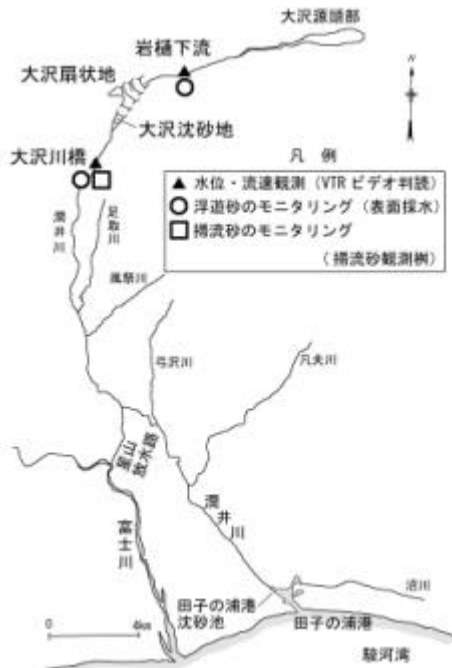 大沢源頭部
岩樋下流
大沢扇状地
N
大沢沈砂地
大沢川橋
凡 例
▲ 水位・流速観測(VTR ビデオ判読)
○ 浮遊砂のモニタリング(表面採水)
□ 掃流砂のモニタリング
(掃流砂観測桝)
潤井川
足取川
風祭川
弓沢川
凡夫川
星山
放水路
潤井川
富士川
沼川
田子の浦港
沈砂池
田子の浦港
0 4km
駿河湾